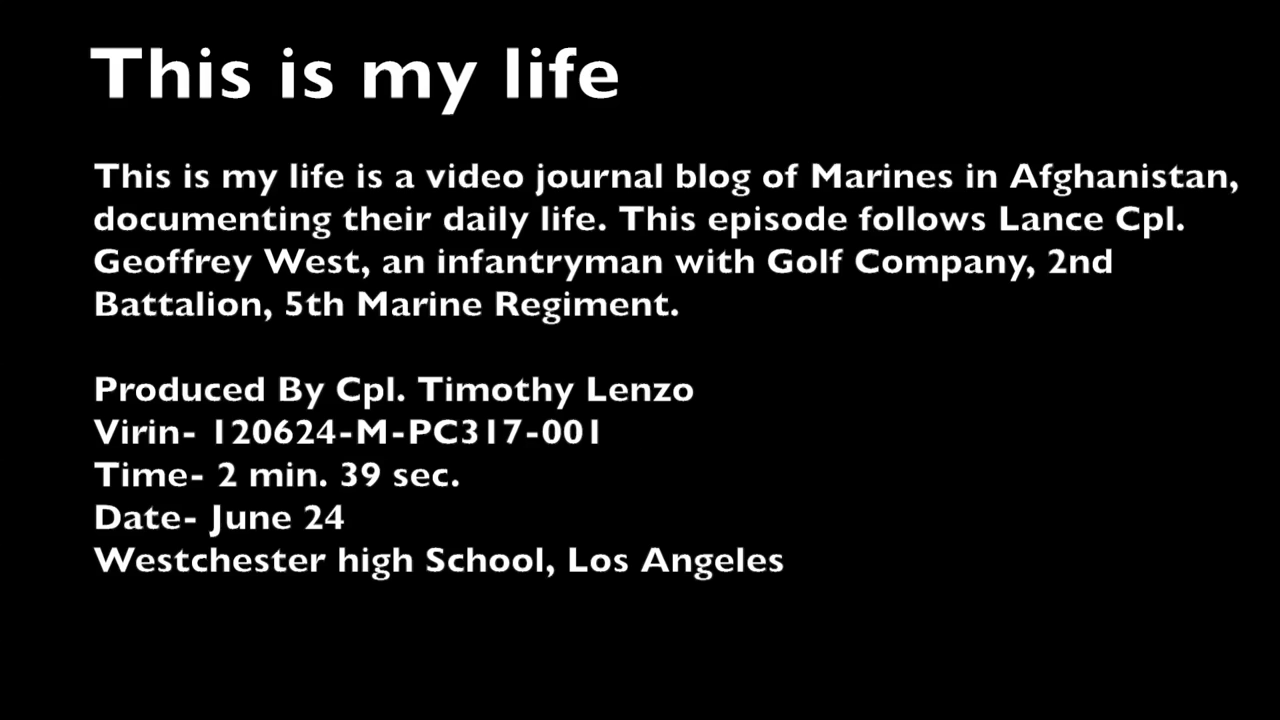 This is my life
This is my life is a video journal blog of Marines in Afghanistan,
documenting their daily life. This episode follows Lance Cpl.
Geoffrey West, an infantryman with Golf Company, 2nd
Battalion, 5th Marine Regiment.
Produced By Cpl. Timothy Lenzo
Virin- 120624-M-PC317-001
Time- 2 min. 39 sec.
Date- June 24
Westchester high School, Los Angeles